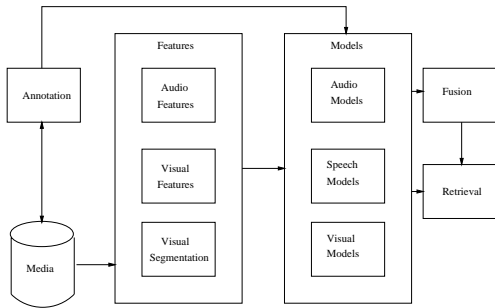 Features
Models
Annotation
Audio
Features
Audio
Models
Fusion
Visual
Features
Speech
Models
Retrieval
Visual
Segmentation
Visual
Models
Media